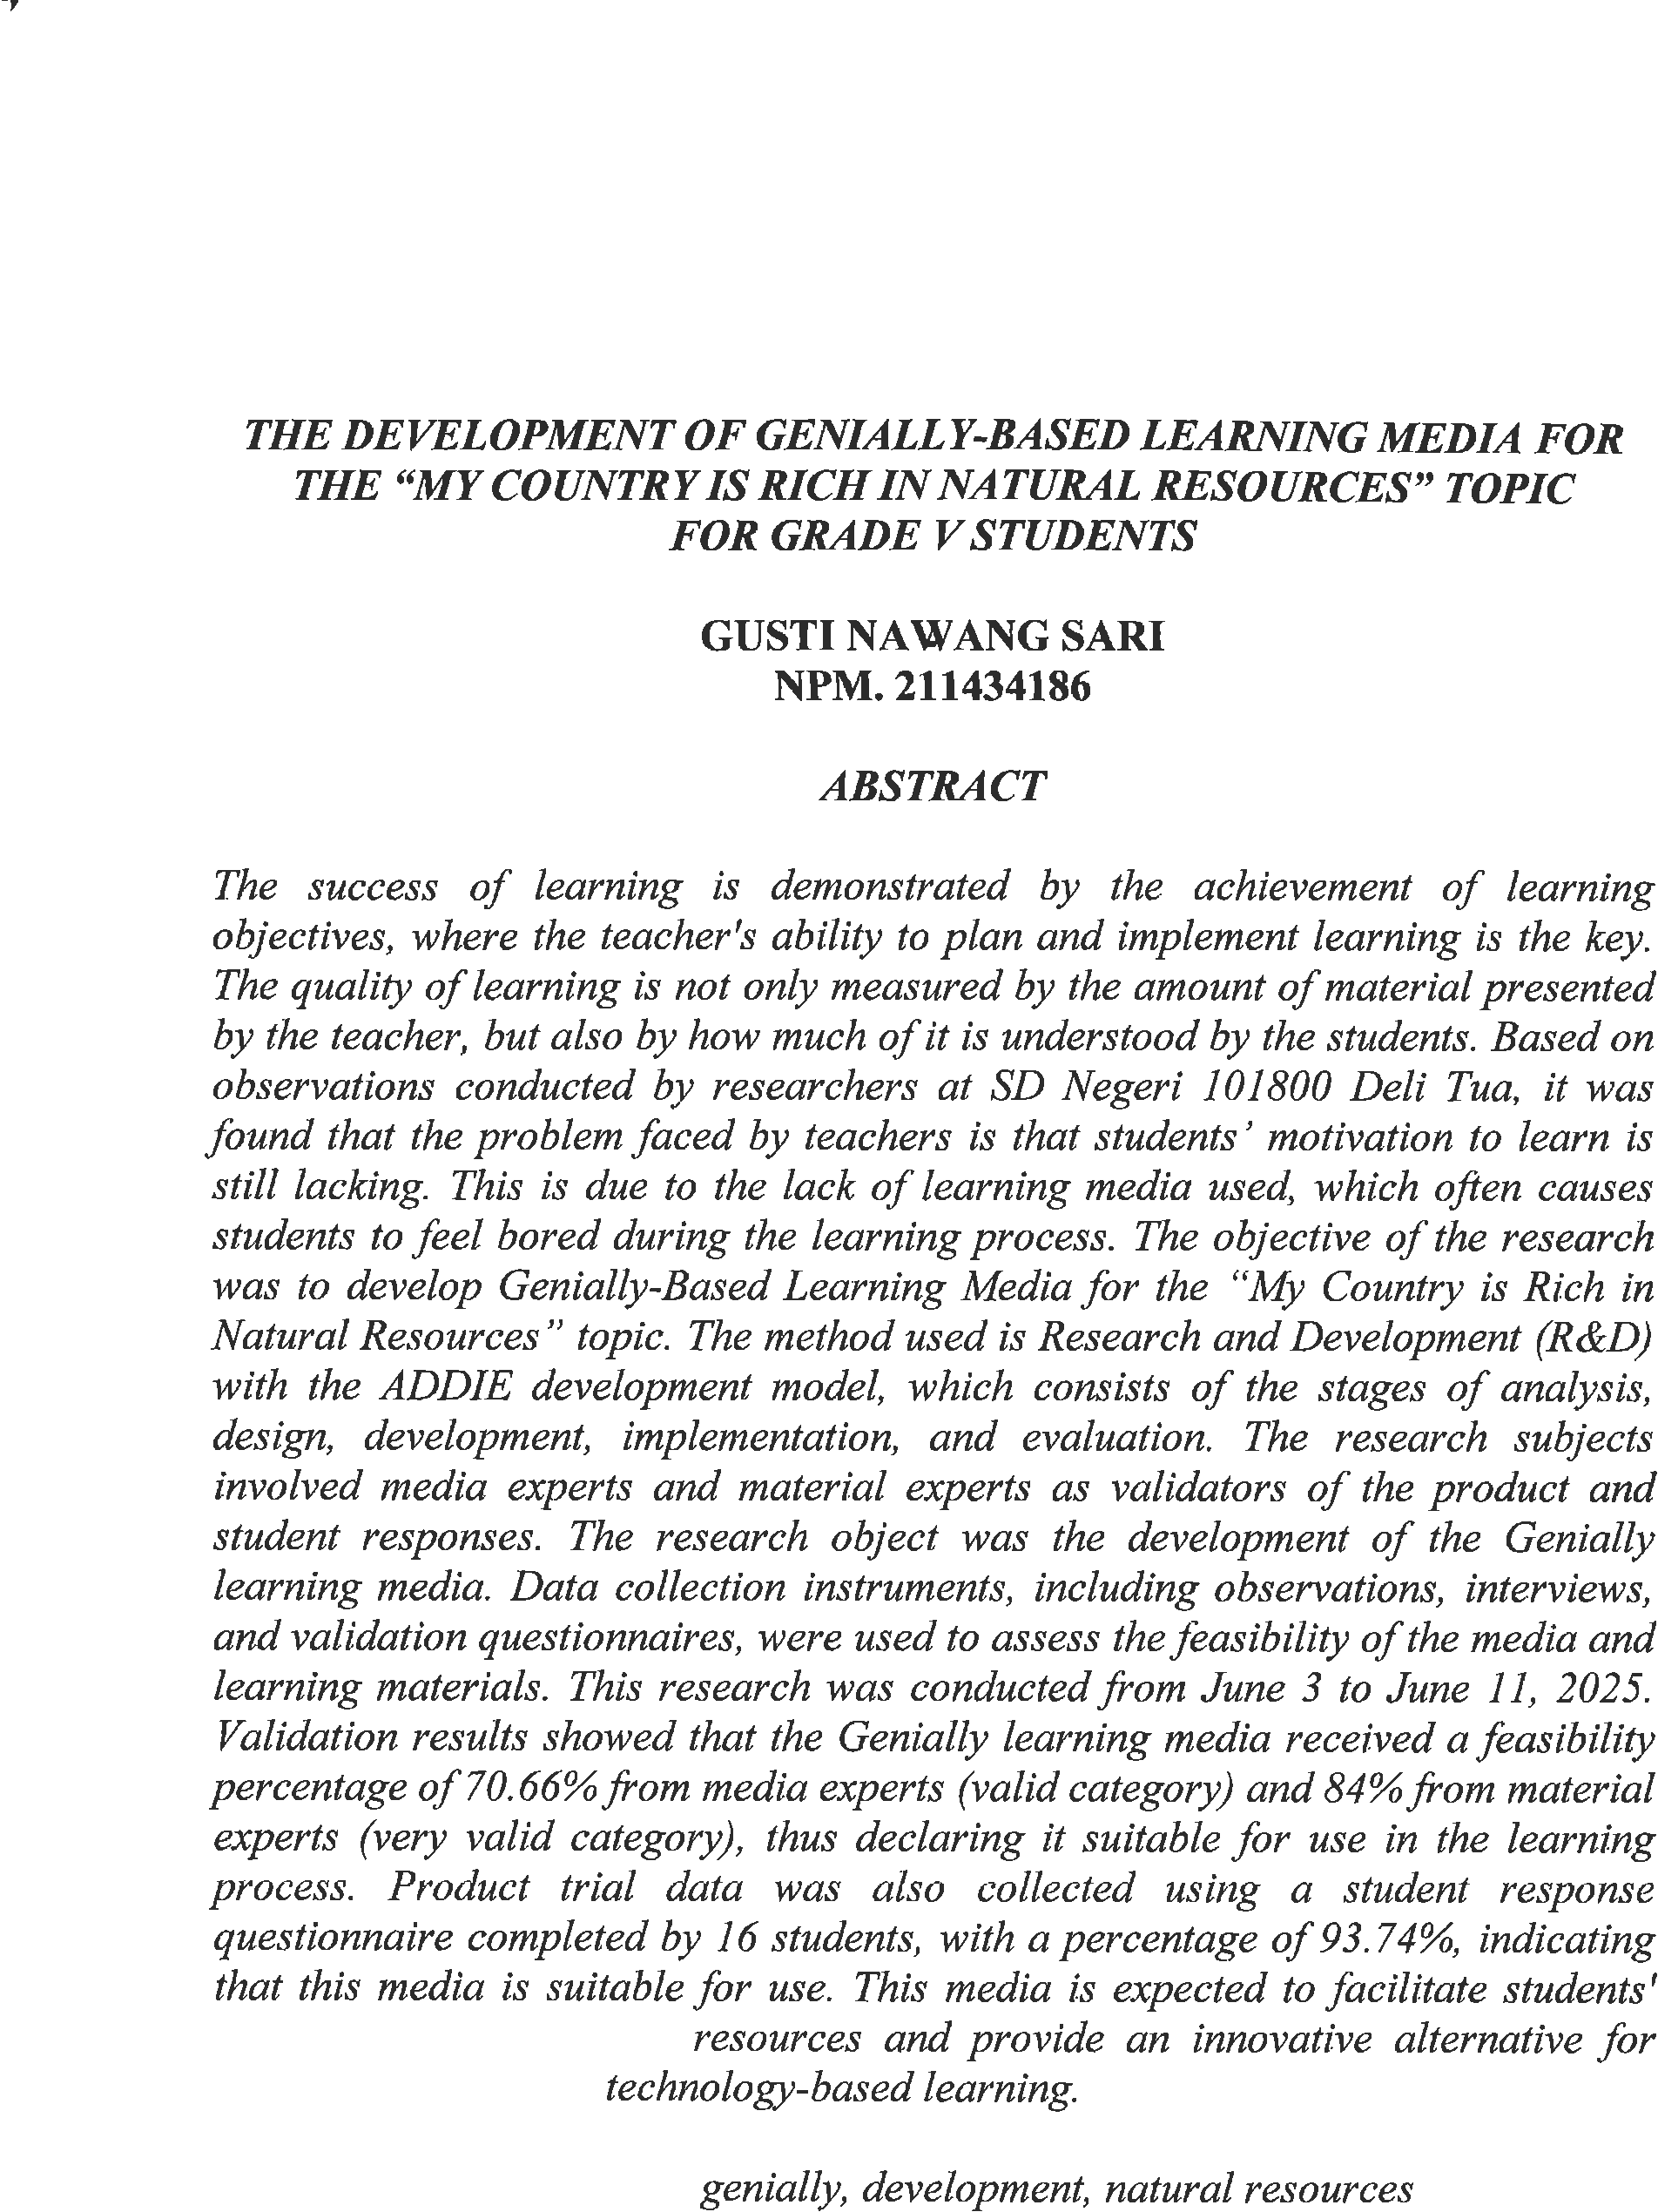 THE DEVELOPMENT OF GENIALLY-BASED LEARNING MEDIA FOR
THE “MY COUNTRY IS RICH IN NATURAL RESOURCES” TOPIC
FOR GRADE V STUDENTS
GUSTI NAWANG SARI
NPM. 211434186
ABSTRACT
The success of learning is demonstrated by the achievement of learning
objectives, where the teacher's ability to plan and implement learning is the key.
The quality of learning is not only measured by the amount of material presented
by the teacher, but also by how much of it is understood by the students. Based on
observations conducted by researchers at SD Negeri 101800 Deli Tua, it was
found that the problem faced by teachers is that students’ motivation to learn is
still lacking. This is due to the lack of learning media used, which often causes
students to feel bored during the learning process. The objective of the research
was to develop Genially-Based Learning Media for the “My Country is Rich in
Natural Resources” topic. The method used is Research and Development (R&D)
with the ADDIE development model, which consists of the stages of analysis,
design, development, implementation, and evaluation. The research subjects
involved media experts and material experts as validators of the product and
student responses. The research object was the development of the Genially
learning media. Data collection instruments, including observations, interviews,
and validation questionnaires, were used to assess the feasibility of the media and
learning materials. This research was conducted from June 3 to June 11, 2025.
Validation results showed that the Genially learning media received a feasibility
percentage of 70.66% from media experts (valid category) and 84% from material
experts (very valid category), thus declaring it suitable for use in the learning
process. Product trial data was also collected using a student response
questionnaire completed by 16 students, with a percentage of 93.74%, indicating
that this media is suitable for use. This media is expected to facilitate students'
resources and provide an innovative alternative for
technology-based learning.
genially, development, natural resources